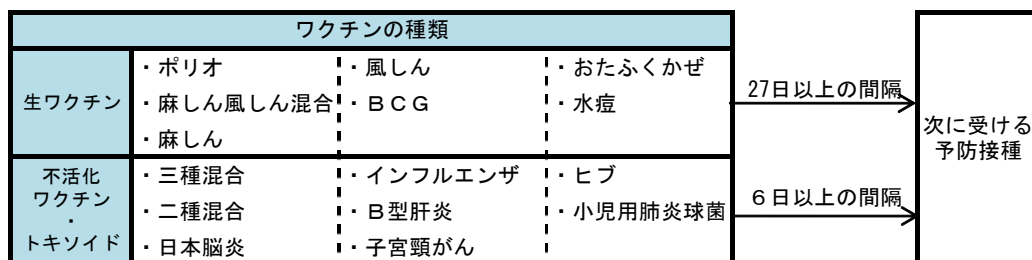 ワクチンの種類
生ワクチン
・ポリオ
・麻しん風しん混合
・麻しん
・風しん
・ＢＣＧ
・おたふくかぜ
・水痘
27日以上の間隔
不活化
ワクチン
・
トキソイド
・三種混合
・二種混合
・日本脳炎
・インフルエンザ
・Ｂ型肝炎
・子宮頸がん
・ヒブ
・小児用肺炎球菌
６日以上の間隔
次に受ける
予防接種